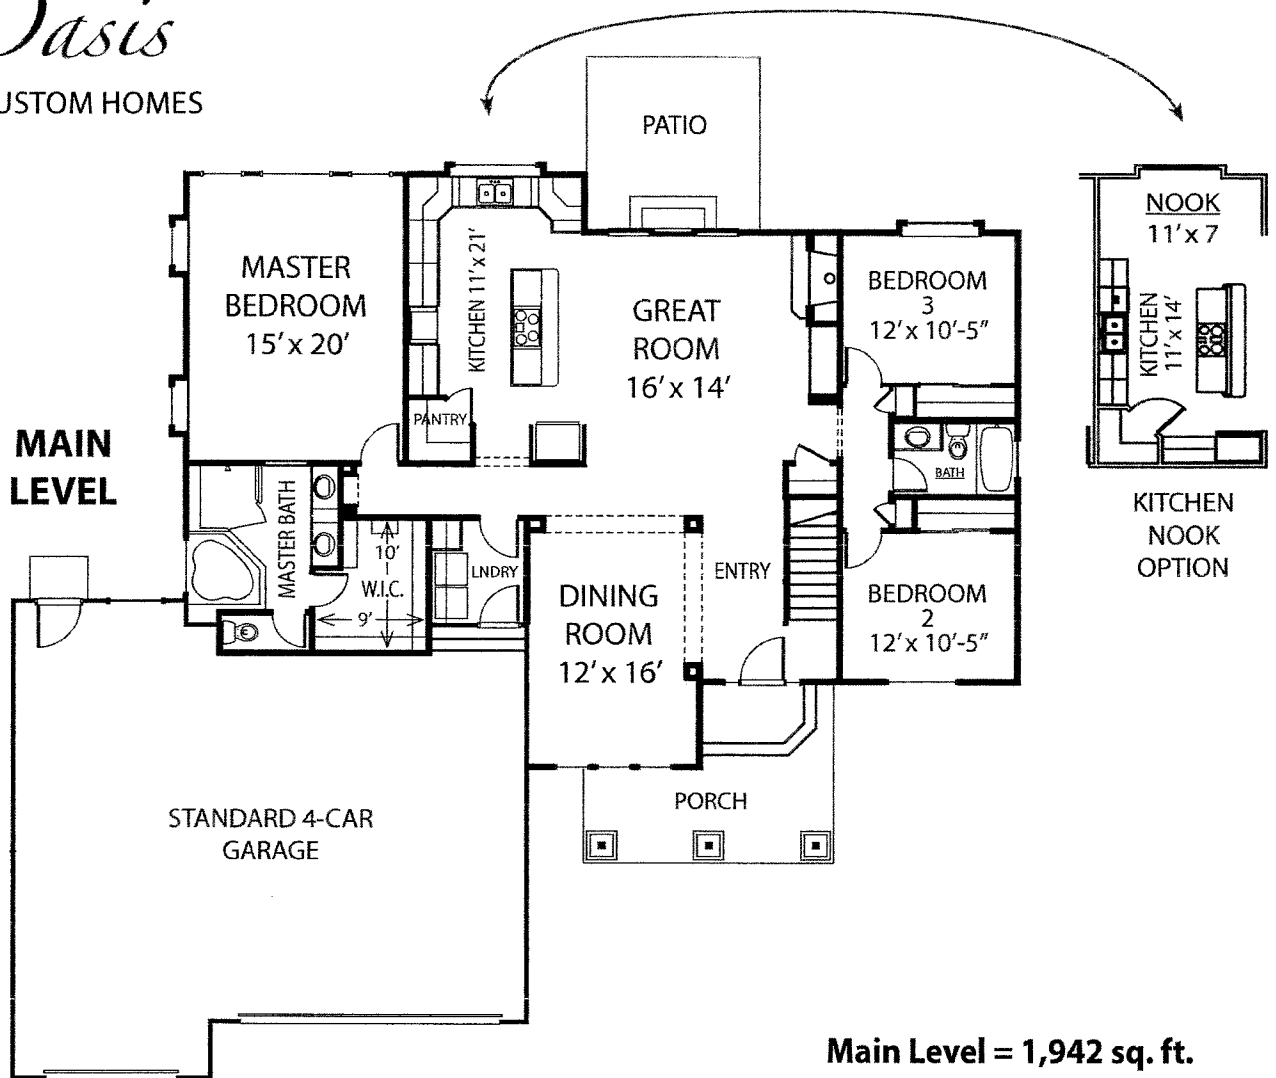 Oasis
USTOM HOMES
PATIO
NOOK
11' x 7
MASTER
BEDROOM
15' x 20'
KITCHEN 11' x 21'
GREAT
ROOM
16' x 14'
BEDROOM
3
12' x 10'-5"
KITCHEN
11' x 14'
PANTRY
MAIN
LEVEL
BATH
MASTER BATH
KITCHEN
NOOK
OPTION
10'
W.I.C.
9'
LNDRY
ENTRY
DINING
ROOM
12' x 16'
BEDROOM
2
12' x 10'-5"
PORCH
STANDARD 4-CAR
GARAGE
Main Level = 1,942 sq. ft.